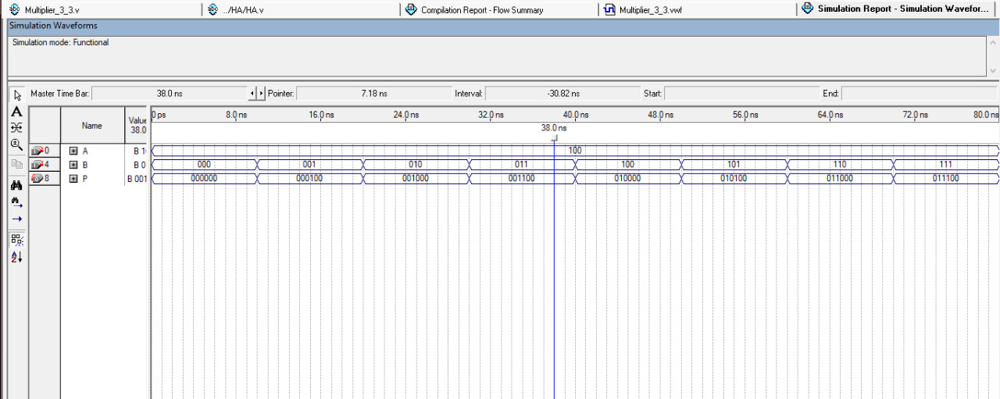 Multiplier_3_3.v ../HA/HA.v Compilation Report - Flow Summary Multiplier_3_3.vwf Simulation Report - Simulation Wavefor...
Simulation Waveforms
Simulation mode: Functional
Master Time Bar: 38.0 ns Pointer: 7.18 ns Interval: -30.82 ns Start: End:
Name Value 38.0
0 ps 8.0 ns 16.0 ns 24.0 ns 32.0 ns 40.0 ns 48.0 ns 56.0 ns 64.0 ns 72.0 ns 80.0 ns
38.0 ns
0 A B 1 100
4 B B 0 000 001 010 011 100 101 110 111
8 P B 001 000000 000100 001000 001100 010000 010100 011000 011100